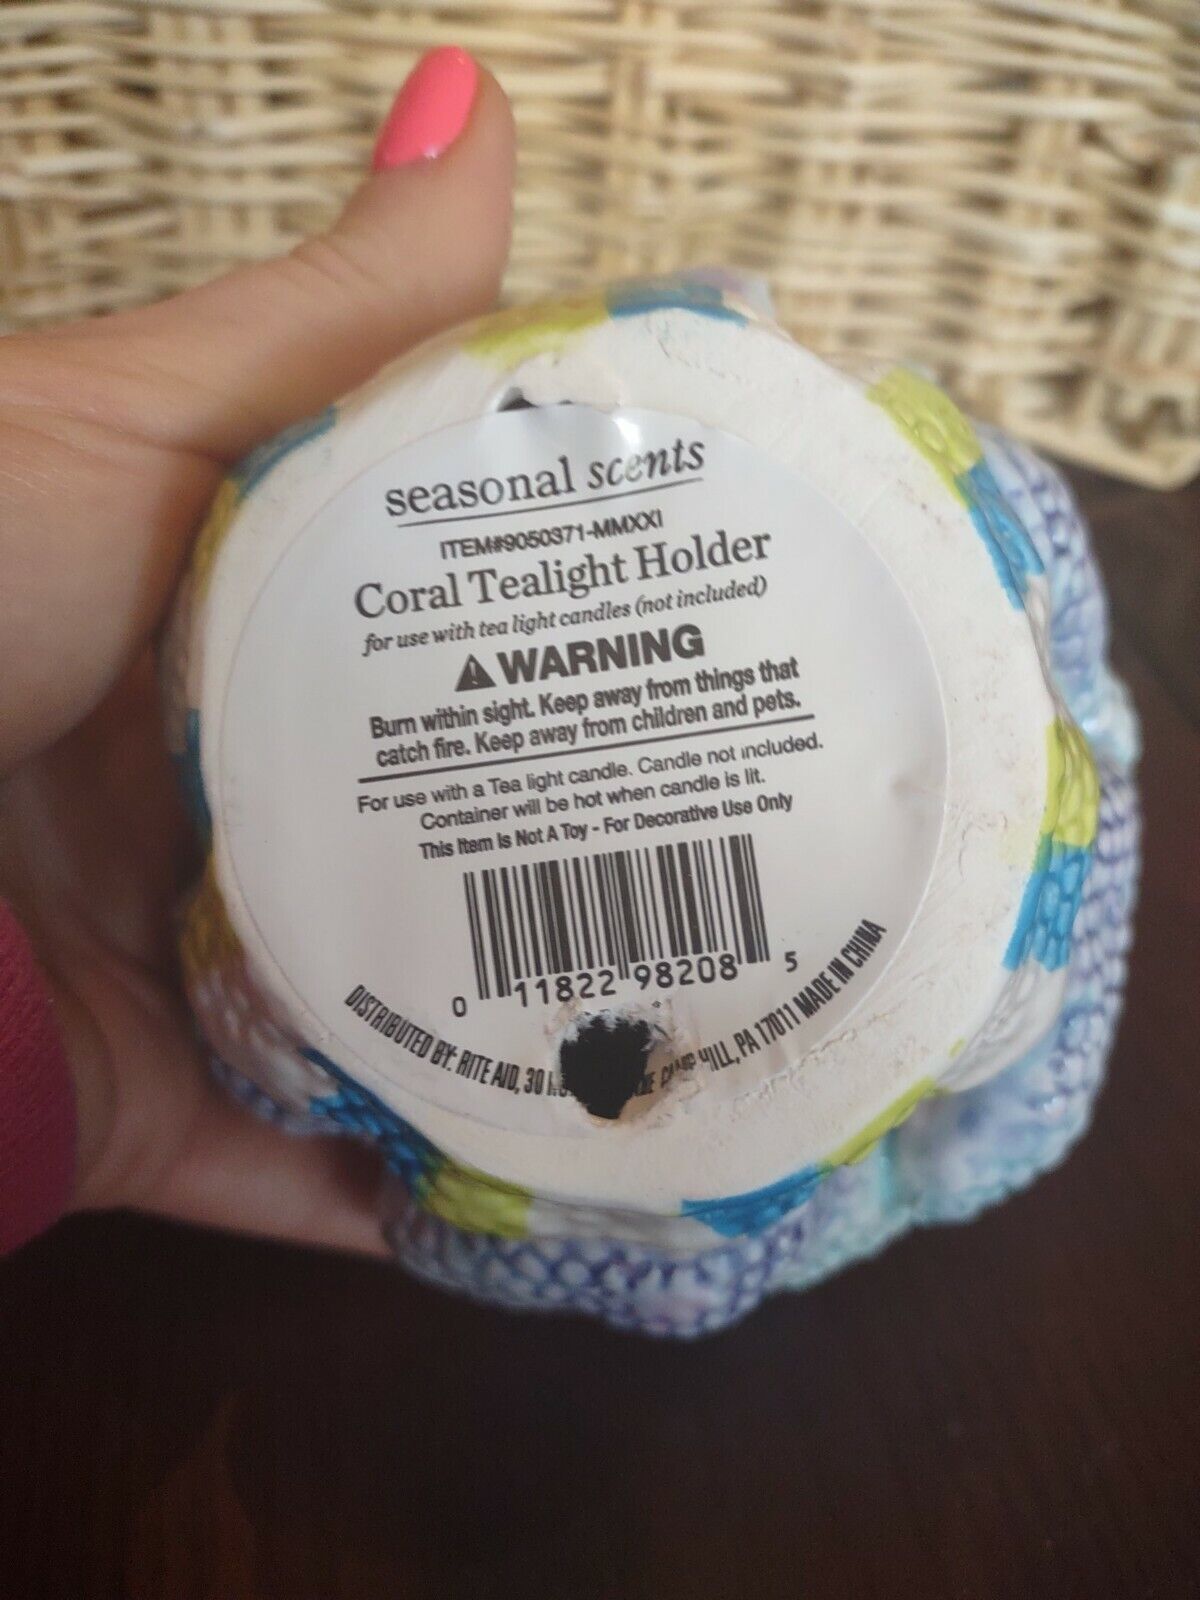 seasonal scents
ITEM#9050371-MMXXI
Coral Tealight Holder
for use with tea light candles (not included)
WARNING
Burn within sight. Keep away from things that
catch fire. Keep away from children and pets.
For use with a Tea light candle. Candle not included.
Container will be hot when candle is lit.
This Item Is Not A Toy - For Decorative Use Only
0 11822 98208 5
DISTRIBUTED BY: RITE AID, 30 HILL, PA 17011 MADE IN CHINA